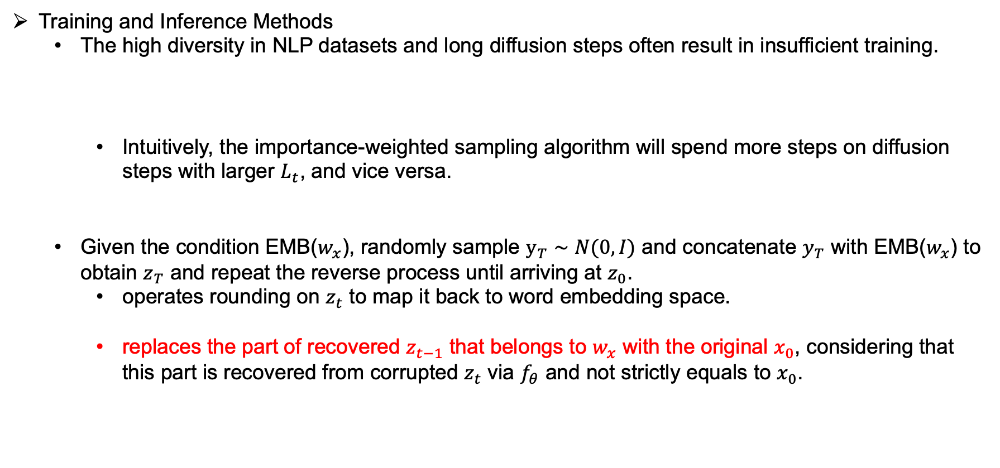 ➢ Training and Inference Methods
• The high diversity in NLP datasets and long diffusion steps often result in insufficient training.
• Intuitively, the importance-weighted sampling algorithm will spend more steps on diffusion
steps with larger $L_t$, and vice versa.
• Given the condition EMB($w_x$), randomly sample $y_T \sim N(0, I)$ and concatenate $y_T$ with EMB($w_x$) to
obtain $z_T$ and repeat the reverse process until arriving at $z_0$.
• operates rounding on $z_t$ to map it back to word embedding space.
• replaces the part of recovered $z_{t-1}$ that belongs to $w_x$ with the original $x_0$, considering that
this part is recovered from corrupted $z_t$ via $f_\theta$ and not strictly equals to $x_0$.